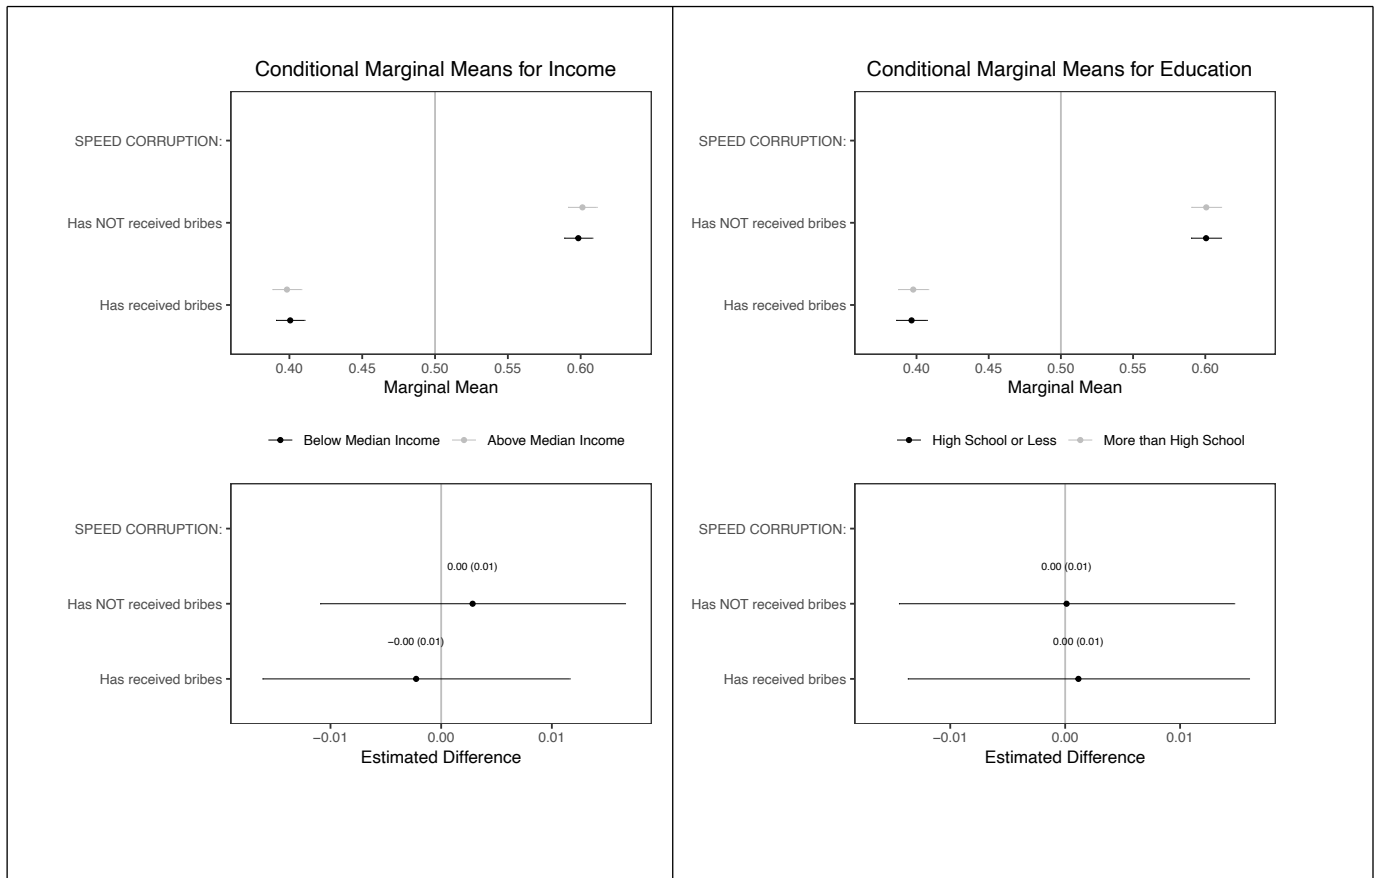 Conditional Marginal Means for Income
SPEED CORRUPTION:
Has NOT received bribes
Has received bribes
0.40 0.45 0.50 0.55 0.60
Marginal Mean
Below Median Income Above Median Income
SPEED CORRUPTION:
0.00 (0.01)
Has NOT received bribes
−0.00 (0.01)
Has received bribes
−0.01 0.00 0.01
Estimated Difference
Conditional Marginal Means for Education
SPEED CORRUPTION:
Has NOT received bribes
Has received bribes
0.40 0.45 0.50 0.55 0.60
Marginal Mean
High School or Less More than High School
SPEED CORRUPTION:
0.00 (0.01)
Has NOT received bribes
0.00 (0.01)
Has received bribes
−0.01 0.00 0.01
Estimated Difference